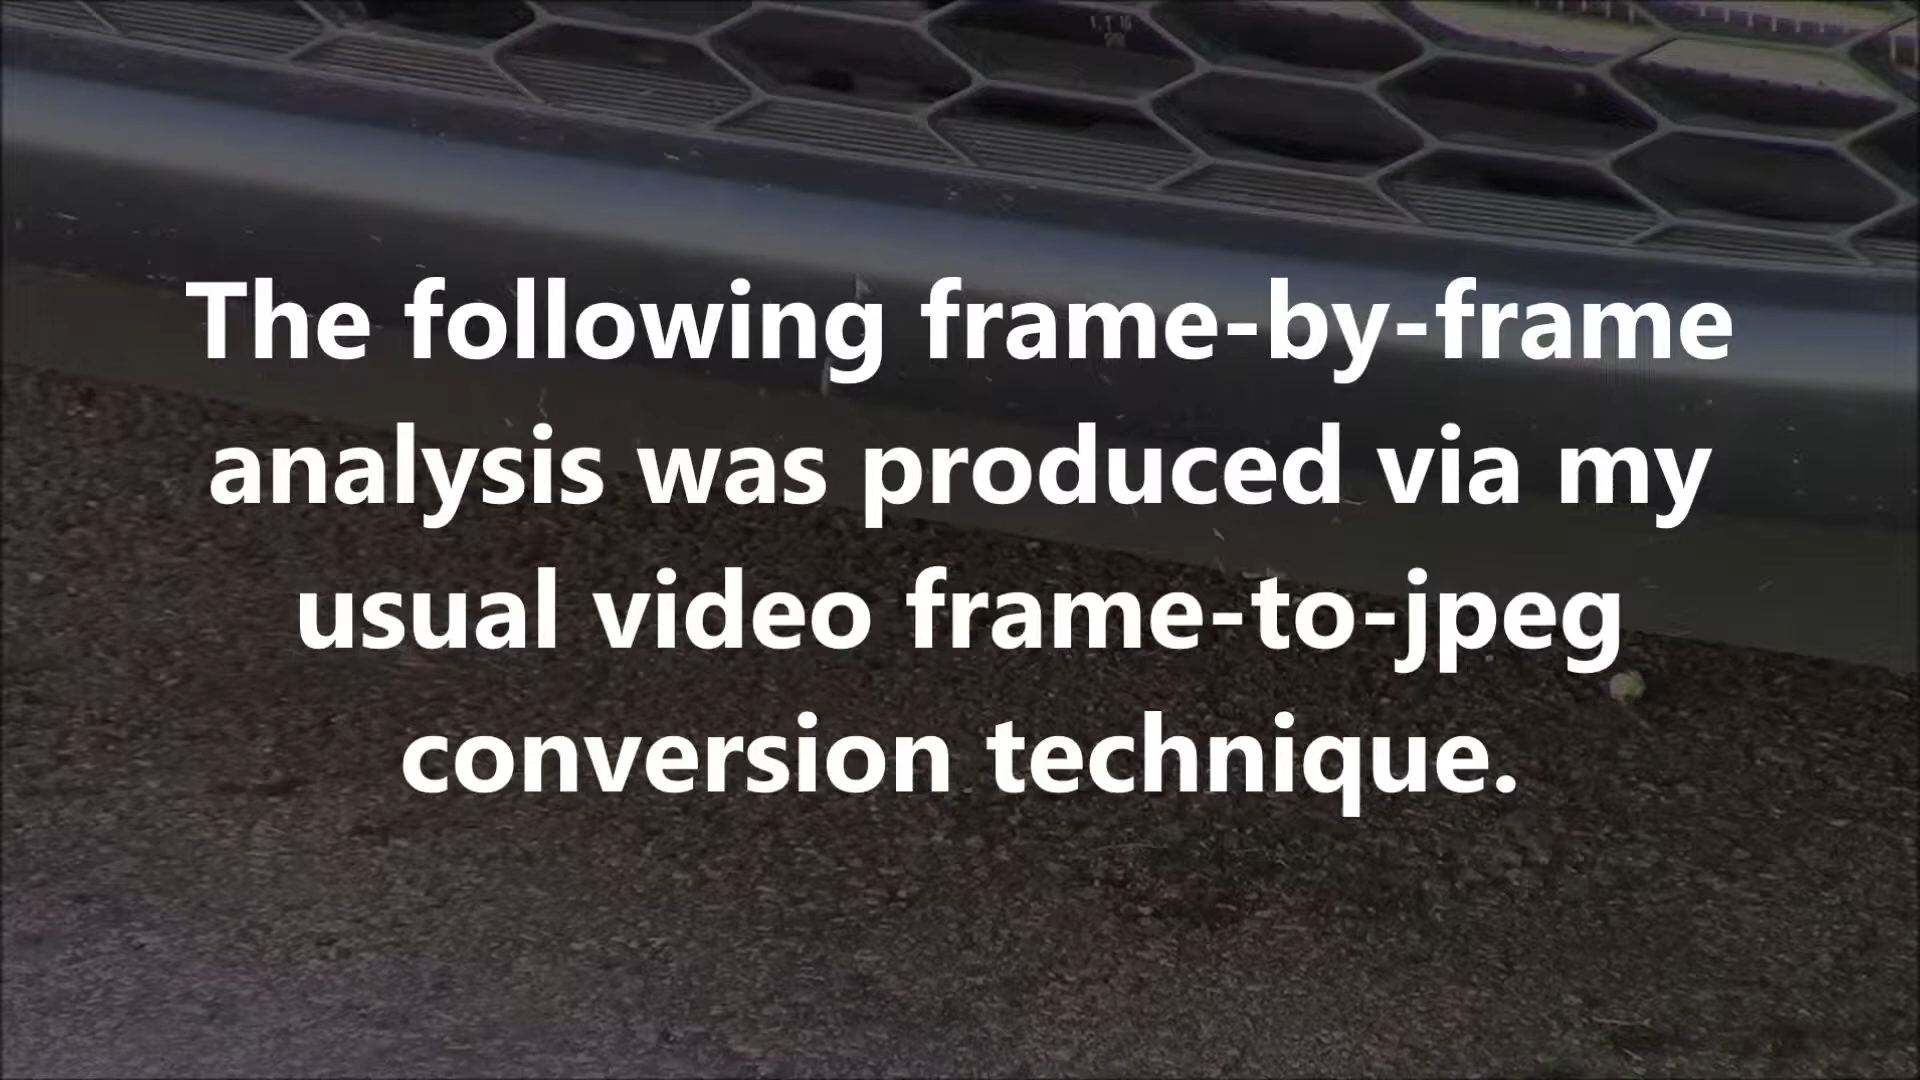 The following frame-by-frame
analysis was produced via my
usual video frame-to-jpeg
conversion technique.